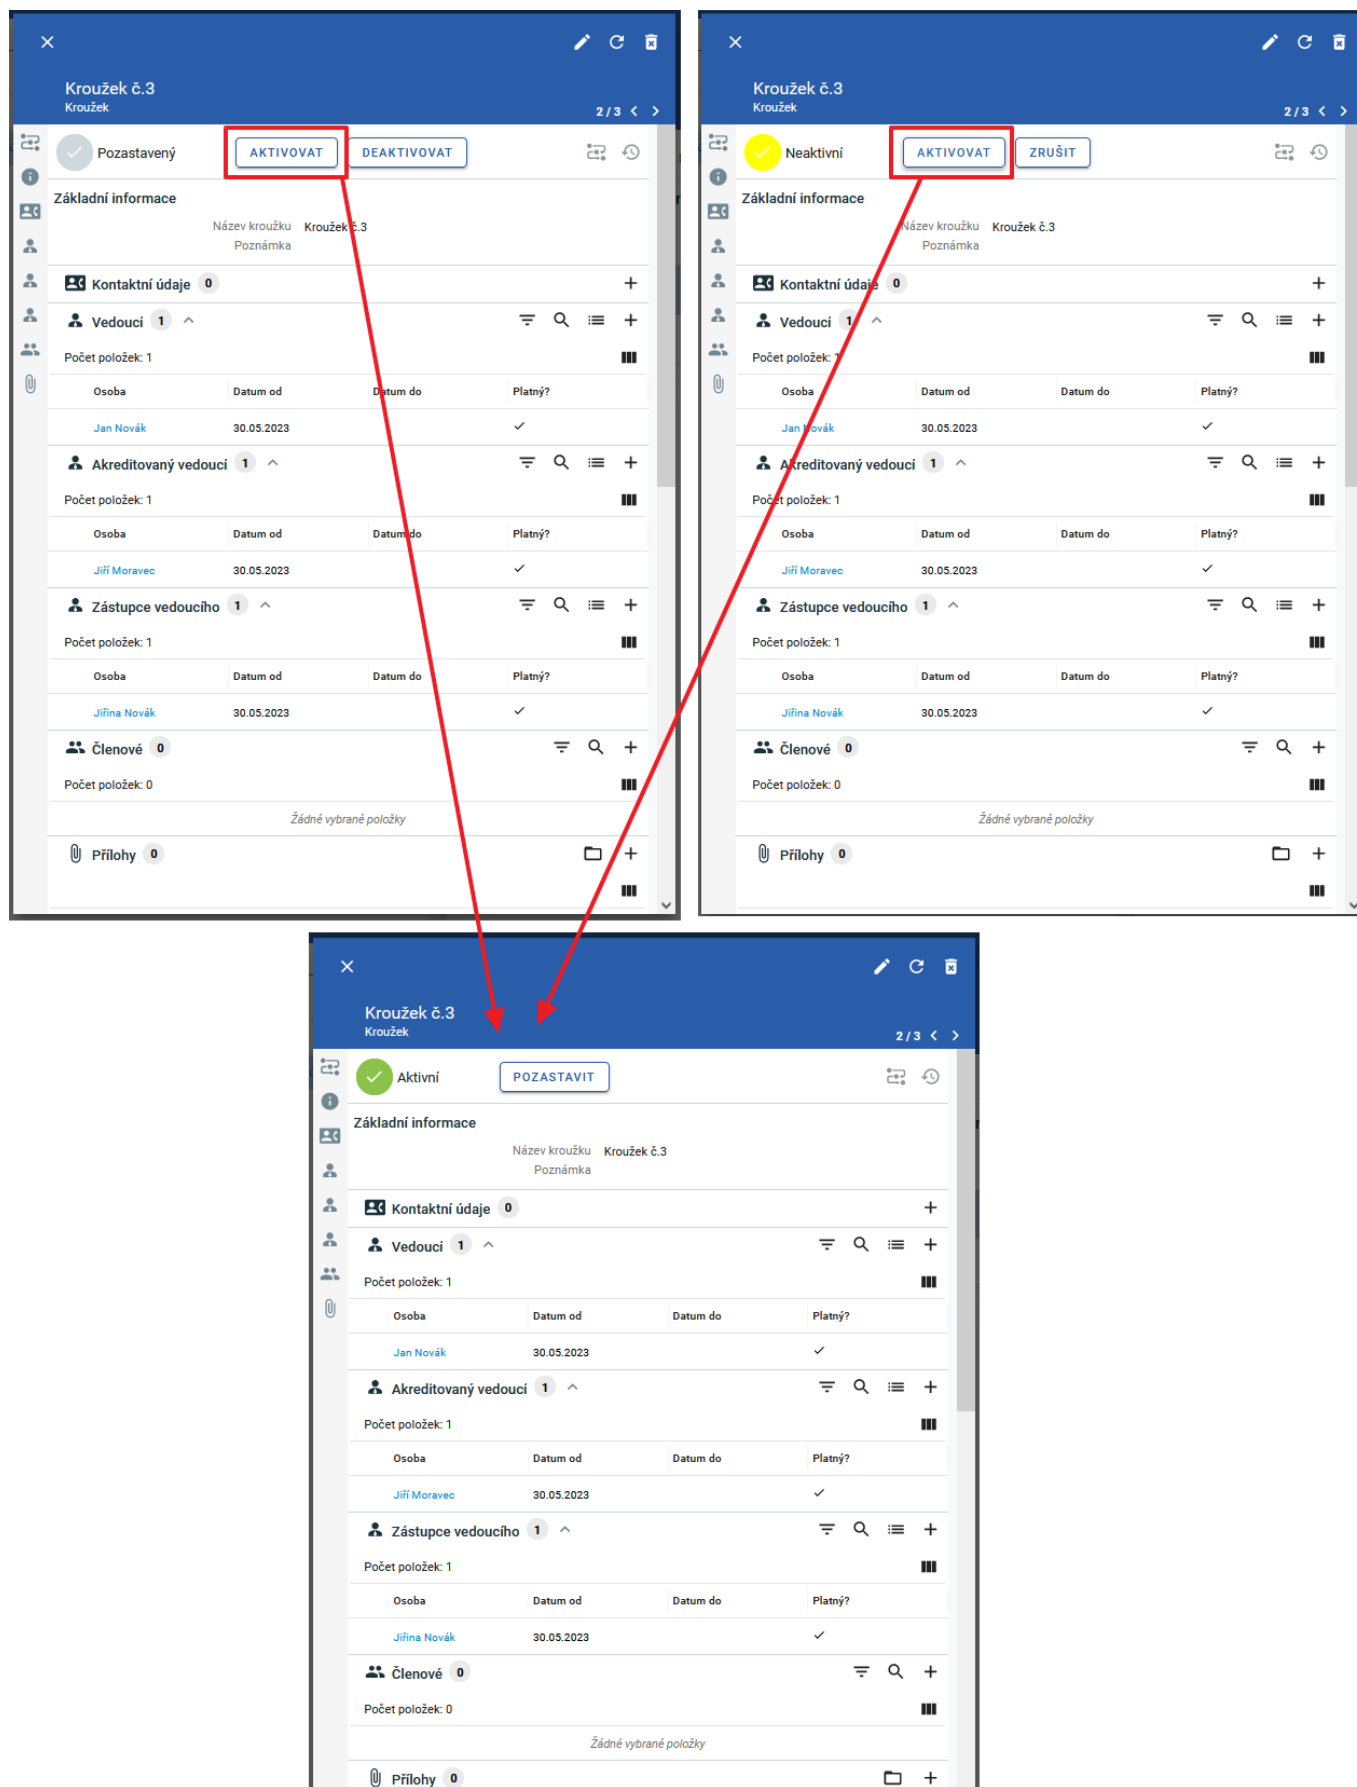 Kroužek č.3
Kroužek
2 / 3
Pozastavený
AKTIVOVAT
DEAKTIVOVAT
Základní informace
Název kroužku Kroužek č.3
Poznámka
Kontaktní údaje 0
Vedoucí 1
Počet položek: 1
Osoba Datum od Datum do Platný?
Jan Novák 30.05.2023
Akreditovaný vedoucí 1
Počet položek: 1
Osoba Datum od Datum do Platný?
Jiří Moravec 30.05.2023
Zástupce vedoucího 1
Počet položek: 1
Osoba Datum od Datum do Platný?
Jiřina Novák 30.05.2023
Členové 0
Počet položek: 0
Žádné vybrané položky
Přílohy 0
Kroužek č.3
Kroužek
2 / 3
Neaktivní
AKTIVOVAT
ZRUŠIT
Základní informace
Název kroužku Kroužek č.3
Poznámka
Kontaktní údaje 0
Vedoucí 1
Počet položek: 1
Osoba Datum od Datum do Platný?
Jan Novák 30.05.2023
Akreditovaný vedoucí 1
Počet položek: 1
Osoba Datum od Datum do Platný?
Jiří Moravec 30.05.2023
Zástupce vedoucího 1
Počet položek: 1
Osoba Datum od Datum do Platný?
Jiřina Novák 30.05.2023
Členové 0
Počet položek: 0
Žádné vybrané položky
Přílohy 0
Kroužek č.3
Kroužek
2 / 3
Aktivní
POZASTAVIT
Základní informace
Název kroužku Kroužek č.3
Poznámka
Kontaktní údaje 0
Vedoucí 1
Počet položek: 1
Osoba Datum od Datum do Platný?
Jan Novák 30.05.2023
Akreditovaný vedoucí 1
Počet položek: 1
Osoba Datum od Datum do Platný?
Jiří Moravec 30.05.2023
Zástupce vedoucího 1
Počet položek: 1
Osoba Datum od Datum do Platný?
Jiřina Novák 30.05.2023
Členové 0
Počet položek: 0
Žádné vybrané položky
Přílohy 0